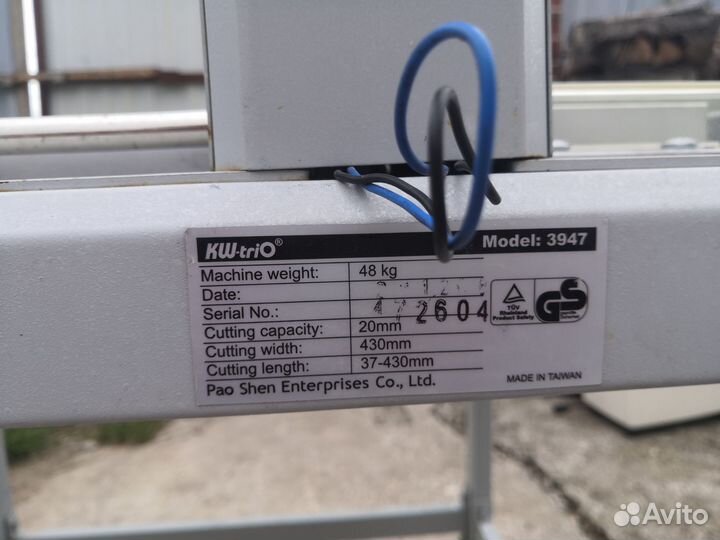 KW-triO® Model: 3947
Machine weight: 48 kg
Date:
Serial No.: 472604
Cutting capacity: 20mm
Cutting width: 430mm
Cutting length: 37-430mm
Pao Shen Enterprises Co., Ltd.
TÜV
Rheinland
Product Safety
GS
MADE IN TAIWAN
Avito